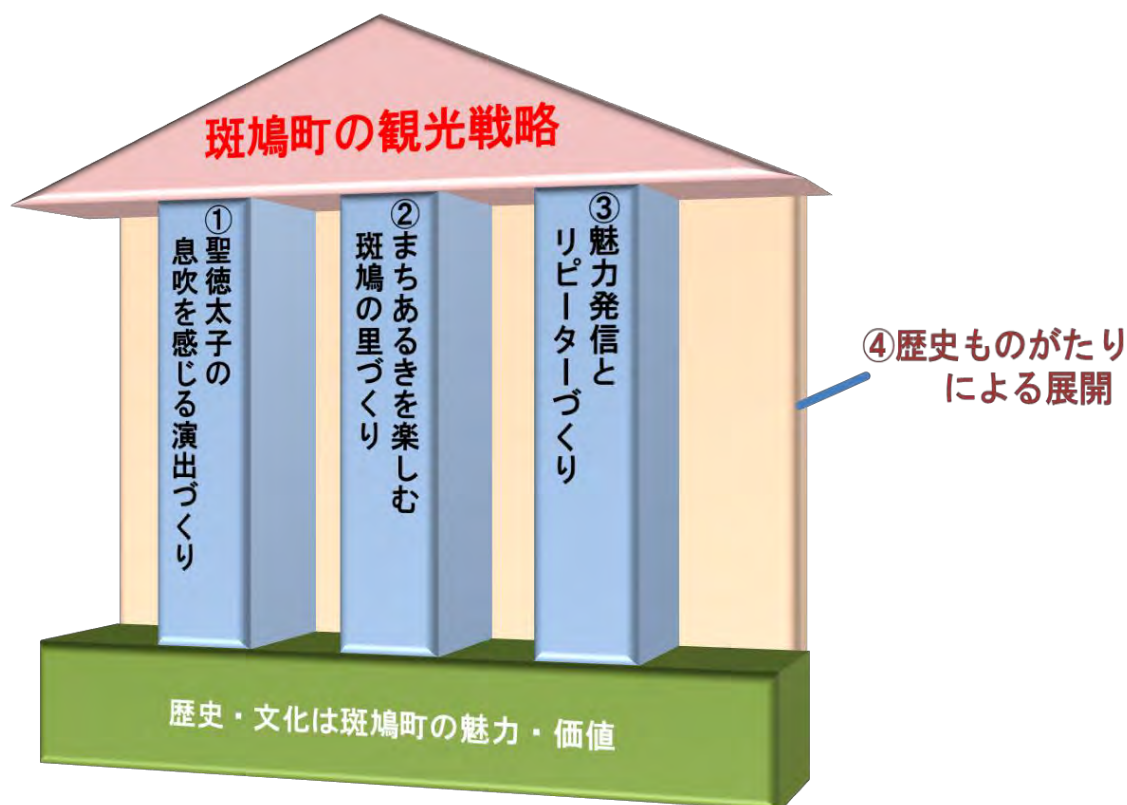 斑鳩町の観光戦略
①聖徳太子の
息吹を感じる演出づくり
②まちあるきを楽しむ
斑鳩の里づくり
③魅力発信と
リピーターづくり
④歴史ものがたり
による展開
歴史・文化は斑鳩町の魅力・価値